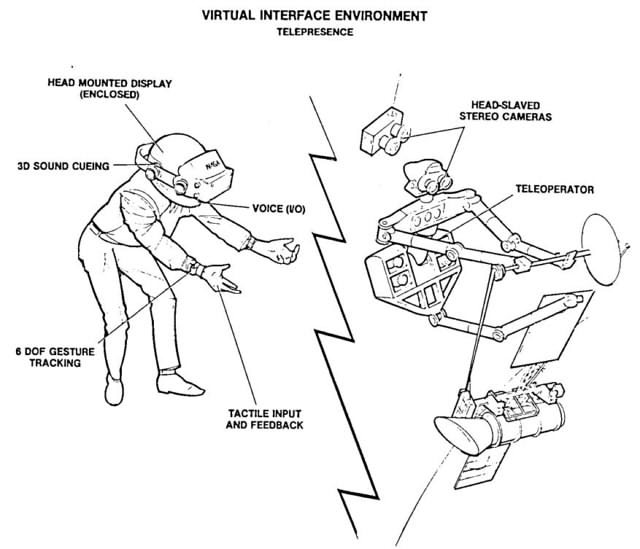 VIRTUAL INTERFACE ENVIRONMENT
TELEPRESENCE
HEAD MOUNTED DISPLAY
(ENCLOSED)
3D SOUND CUEING
NASA
VOICE (I/O)
6 DOF GESTURE
TRACKING
TACTILE INPUT
AND FEEDBACK
HEAD-SLAVED
STEREO CAMERAS
TELEOPERATOR